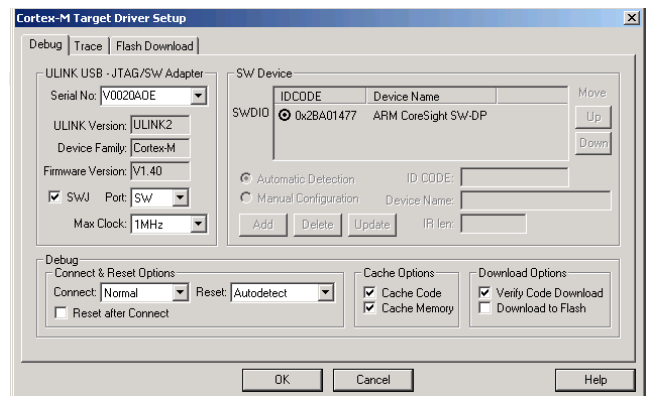 Cortex-M Target Driver Setup
Debug Trace Flash Download
ULINK USB - JTAG/SW Adapter
Serial No: V0020AOE
ULINK Version: ULINK2
Device Family: Cortex-M
Firmware Version: V1.40
SWJ Port: SW
Max Clock: 1MHz
SW Device
IDCODE Device Name Move
SWDIO 0x2BA01477 ARM CoreSight SW-DP Up
Down
Automatic Detection ID CODE:
Manual Configuration Device Name:
Add Delete Update IR len:
Debug
Connect & Reset Options
Connect: Normal Reset: Autodetect
Reset after Connect
Cache Options
Cache Code
Cache Memory
Download Options
Verify Code Download
Download to Flash
OK Cancel Help